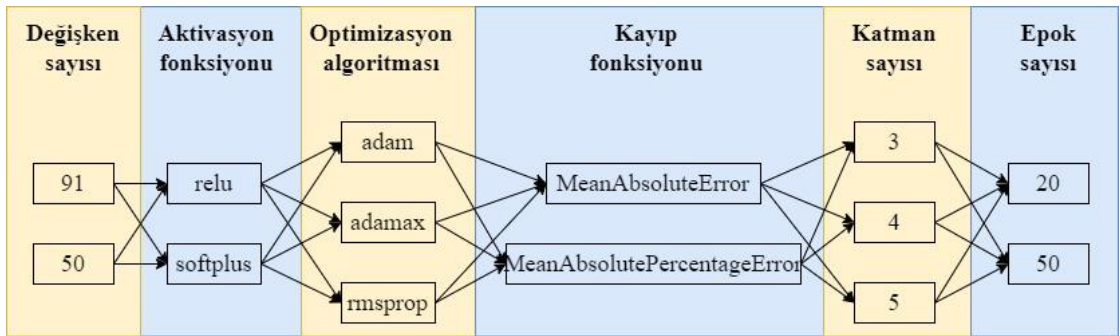 Değişken
sayısı
Aktivasyon
fonksiyonu
Optimizasyon
algoritması
Kayıp
fonksiyonu
Katman
sayısı
Epok
sayısı
91
50
relu
softplus
adam
adamax
rmsprop
MeanAbsoluteError
MeanAbsolutePercentageError
3
4
5
20
50